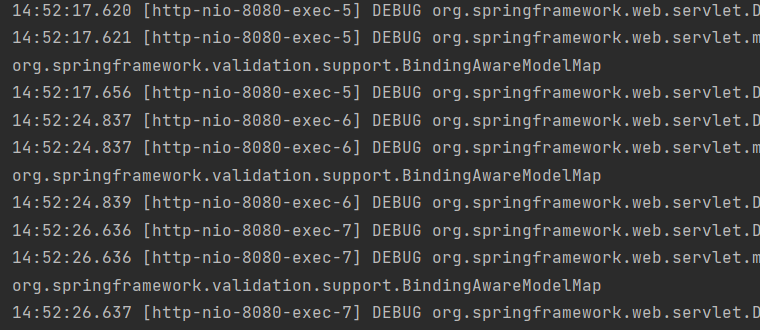 14:52:17.620 [http-nio-8080-exec-5] DEBUG org.springframework.web.servlet.D
14:52:17.621 [http-nio-8080-exec-5] DEBUG org.springframework.web.servlet.m
org.springframework.validation.support.BindingAwareModelMap
14:52:17.656 [http-nio-8080-exec-5] DEBUG org.springframework.web.servlet.D
14:52:24.837 [http-nio-8080-exec-6] DEBUG org.springframework.web.servlet.D
14:52:24.837 [http-nio-8080-exec-6] DEBUG org.springframework.web.servlet.m
org.springframework.validation.support.BindingAwareModelMap
14:52:24.839 [http-nio-8080-exec-6] DEBUG org.springframework.web.servlet.D
14:52:26.636 [http-nio-8080-exec-7] DEBUG org.springframework.web.servlet.D
14:52:26.636 [http-nio-8080-exec-7] DEBUG org.springframework.web.servlet.m
org.springframework.validation.support.BindingAwareModelMap
14:52:26.637 [http-nio-8080-exec-7] DEBUG org.springframework.web.servlet.D